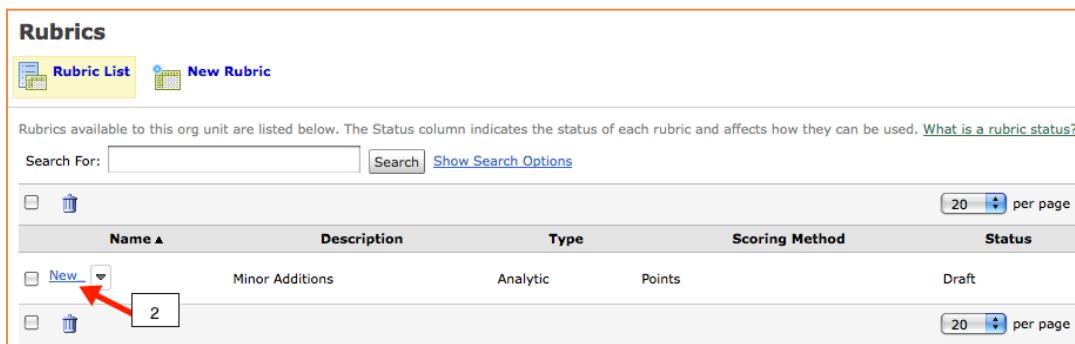 Rubrics
Rubric List New Rubric
Rubrics available to this org unit are listed below. The Status column indicates the status of each rubric and affects how they can be used. What is a rubric status?
Search For: Search Show Search Options
20 per page
Name Description Type Scoring Method Status
New_ Minor Additions Analytic Points Draft
2
20 per page